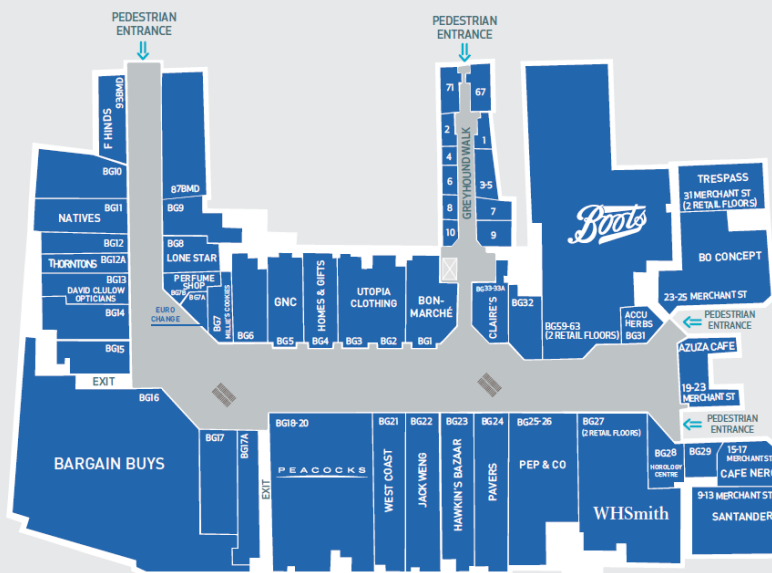 PEDESTRIAN
ENTRANCE
PEDESTRIAN
ENTRANCE
F HINDS
938MD
BG10
87BMD
BG11
NATIVES
BG9
BG12
BG8
LONE STAR
BG12A
THORNTONS
BG13
DAVID CLULOW
OPTICIANS
PERFUME
SHOP
BG7A
BG14
EURO
CHANGE
BG7
MILLIE'S COOKIES
BG6
BG15
EXIT
GNC
BG5
HOMES & GIFTS
BG4
UTOPIA
CLOTHING
BG3
BG2
BON-
MARCHÉ
BG1
71
67
2
1
4
6
3-5
8
7
10
9
GREYHOUND WALK
BG33-33A
CLAIRE'S
BG32
Boots
BG59-63
(2 RETAIL FLOORS)
ACCU
HERBS
BG31
TRESPASS
31 MERCHANT ST
(2 RETAIL FLOORS)
BO CONCEPT
23-25 MERCHANT ST
PEDESTRIAN
ENTRANCE
AZUZA CAFE
19-23
MERCHANT ST
PEDESTRIAN
ENTRANCE
BG16
BARGAIN BUYS
BG17
BG17A
EXIT
BG18-20
PEACOCKS
BG21
WEST COAST
BG22
JACK WENG
BG23
HAWKIN'S BAZAAR
BG24
PAVERS
BG25-26
PEP & CO
BG27
(2 RETAIL FLOORS)
WHSmith
BG28
HOROLOGY
CENTRE
BG29
15-17
MERCHANT ST
CAFE NER
9-13 MERCHANT ST
SANTANDER